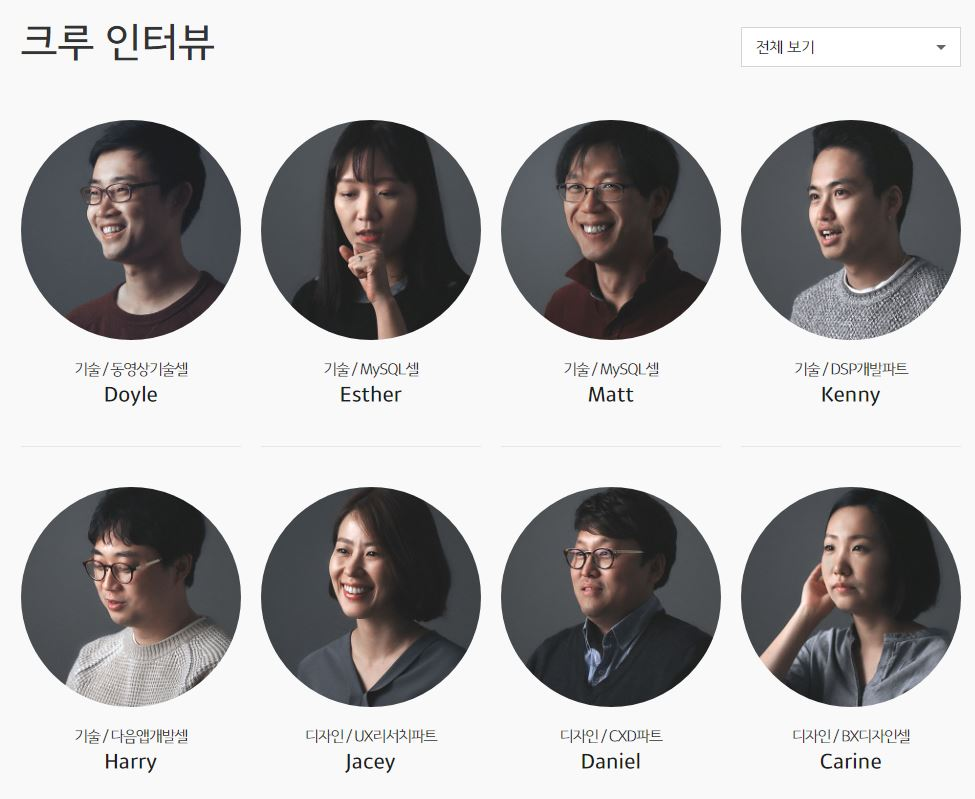 크루 인터뷰
전체 보기
기술 / 동영상기술셀
Doyle
기술 / MySQL셀
Esther
기술 / MySQL셀
Matt
기술 / DSP개발파트
Kenny
기술 / 다음앱개발셀
Harry
디자인 / UX리서치파트
Jacey
디자인 / CXD파트
Daniel
디자인 / BX디자인셀
Carine